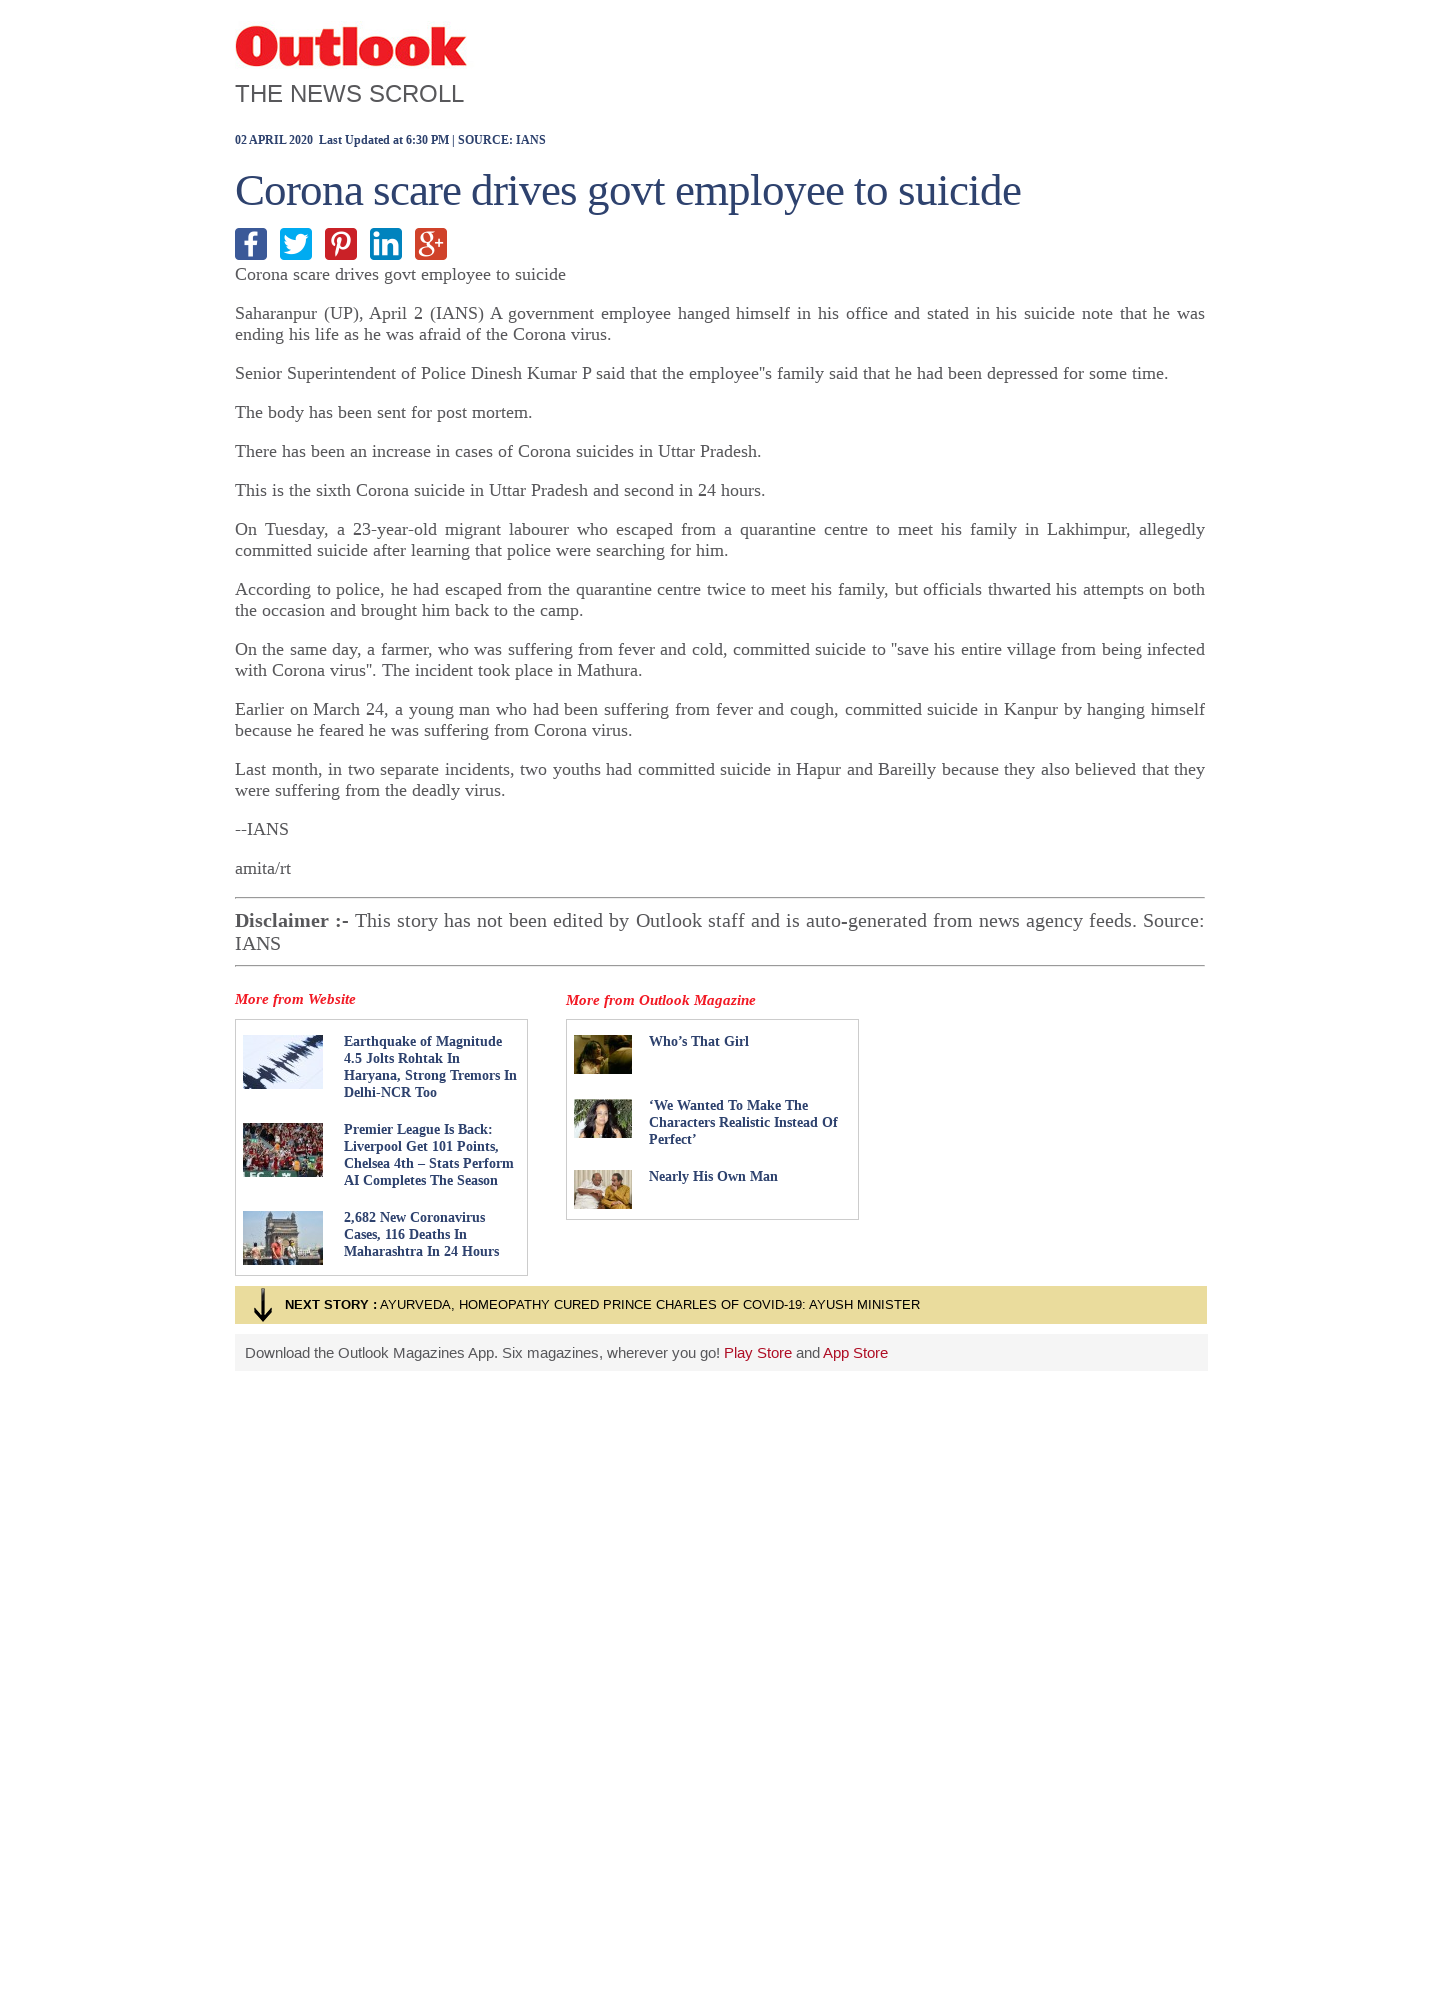 Outlook
THE NEWS SCROLL
02 APRIL 2020  Last Updated at 6:30 PM | SOURCE: IANS
Corona scare drives govt employee to suicide
Corona scare drives govt employee to suicide
Saharanpur (UP), April 2 (IANS) A government employee hanged himself in his office and stated in his suicide note that he was
ending his life as he was afraid of the Corona virus.
Senior Superintendent of Police Dinesh Kumar P said that the employee"s family said that he had been depressed for some time.
The body has been sent for post mortem.
There has been an increase in cases of Corona suicides in Uttar Pradesh.
This is the sixth Corona suicide in Uttar Pradesh and second in 24 hours.
On Tuesday, a 23-year-old migrant labourer who escaped from a quarantine centre to meet his family in Lakhimpur, allegedly
committed suicide after learning that police were searching for him.
According to police, he had escaped from the quarantine centre twice to meet his family, but officials thwarted his attempts on both
the occasion and brought him back to the camp.
On the same day, a farmer, who was suffering from fever and cold, committed suicide to "save his entire village from being infected
with Corona virus". The incident took place in Mathura.
Earlier on March 24, a young man who had been suffering from fever and cough, committed suicide in Kanpur by hanging himself
because he feared he was suffering from Corona virus.
Last month, in two separate incidents, two youths had committed suicide in Hapur and Bareilly because they also believed that they
were suffering from the deadly virus.
--IANS
amita/rt
Disclaimer :- This story has not been edited by Outlook staff and is auto-generated from news agency feeds. Source:
IANS
More from Website
Earthquake of Magnitude
4.5 Jolts Rohtak In
Haryana, Strong Tremors In
Delhi-NCR Too
Premier League Is Back:
Liverpool Get 101 Points,
Chelsea 4th – Stats Perform
AI Completes The Season
2,682 New Coronavirus
Cases, 116 Deaths In
Maharashtra In 24 Hours
More from Outlook Magazine
Who’s That Girl
‘We Wanted To Make The
Characters Realistic Instead Of
Perfect’
Nearly His Own Man
NEXT STORY : AYURVEDA, HOMEOPATHY CURED PRINCE CHARLES OF COVID-19: AYUSH MINISTER
Download the Outlook Magazines App. Six magazines, wherever you go! Play Store and App Store